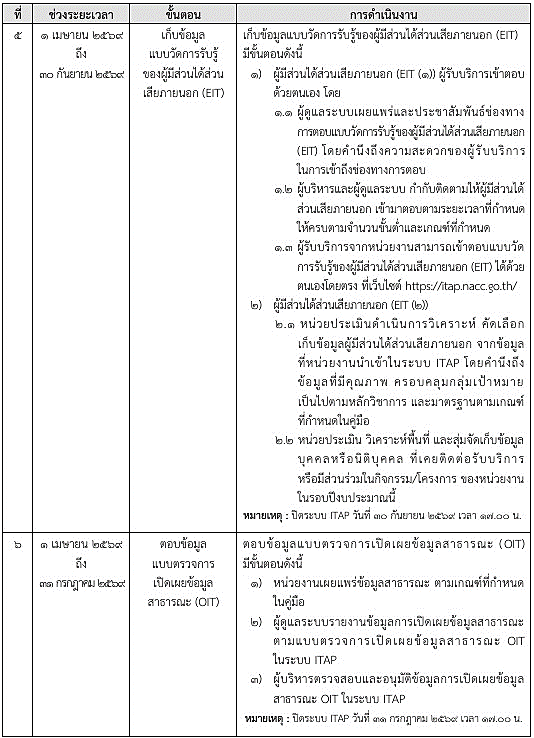 ที่ ช่วงระยะเวลา ขั้นตอน การดำเนินงาน
๕ ๑ เมษายน ๒๕๖๙ เก็บข้อมูล เก็บข้อมูลแบบวัดการรับรู้ของผู้มีส่วนได้ส่วนเสียภายนอก (EIT)
ถึง แบบวัดการรับรู้ มีขั้นตอนดังนี้
๓๐ กันยายน ๒๕๖๙ ของผู้มีส่วนได้ส่วน ๑) ผู้มีส่วนได้ส่วนเสียภายนอก (EIT (๑)) ผู้รับบริการเข้าตอบ
เสียภายนอก (EIT) ด้วยตนเอง โดย
๑.๑ ผู้ดูแลระบบเผยแพร่และประชาสัมพันธ์ช่องทาง
การตอบแบบวัดการรับรู้ของผู้มีส่วนได้ส่วนเสียภายนอก
(EIT) โดยคำนึงถึงความสะดวกของผู้รับบริการ
ในการเข้าถึงช่องทางการตอบ
๑.๒ ผู้บริหารและผู้ดูแลระบบ กำกับติดตามให้ผู้มีส่วนได้
ส่วนเสียภายนอก เข้ามาตอบตามระยะเวลาที่กำหนด
ให้ครบตามจำนวนขั้นต่ำและเกณฑ์ที่กำหนด
๑.๓ ผู้รับบริการจากหน่วยงานสามารถเข้าตอบแบบวัด
การรับรู้ของผู้มีส่วนได้ส่วนเสียภายนอก (EIT) ได้ด้วย
ตนเองโดยตรง ที่เว็บไซต์ https://itap.nacc.go.th/
๒) ผู้มีส่วนได้ส่วนเสียภายนอก (EIT (๒))
๒.๑ หน่วยประเมินดำเนินการวิเคราะห์ คัดเลือก
เก็บข้อมูลผู้มีส่วนได้ส่วนเสียภายนอก จากข้อมูล
ที่หน่วยงานนำเข้าในระบบ ITAP โดยคำนึงถึง
ข้อมูลที่มีคุณภาพ ครอบคลุมกลุ่มเป้าหมาย
เป็นไปตามหลักวิชาการ และมาตรฐานตามเกณฑ์
ที่กำหนดในคู่มือ
๒.๒ หน่วยประเมิน วิเคราะห์พื้นที่ และสุ่มจัดเก็บข้อมูล
บุคคลหรือนิติบุคคล ที่เคยติดต่อรับบริการ
หรือมีส่วนร่วมในกิจกรรม/โครงการ ของหน่วยงาน
ในรอบปีงบประมาณนี้
หมายเหตุ : ปิดระบบ ITAP วันที่ ๓๐ กันยายน ๒๕๖๙ เวลา ๑๗.๐๐ น.
๖ ๑ เมษายน ๒๕๖๙ ตอบข้อมูล ตอบข้อมูลแบบตรวจการเปิดเผยข้อมูลสาธารณะ (OIT)
ถึง แบบตรวจการ มีขั้นตอนดังนี้
๓๑ กรกฎาคม ๒๕๖๙ เปิดเผยข้อมูล ๑) หน่วยงานเผยแพร่ข้อมูลสาธารณะ ตามเกณฑ์ที่กำหนด
สาธารณะ (OIT) ในคู่มือ
๒) ผู้ดูแลระบบรายงานข้อมูลการเปิดเผยข้อมูลสาธารณะ
ตามแบบตรวจการเปิดเผยข้อมูลสาธารณะ OIT
ในระบบ ITAP
๓) ผู้บริหารตรวจสอบและอนุมัติข้อมูลการเปิดเผยข้อมูล
สาธารณะ OIT ในระบบ ITAP
หมายเหตุ : ปิดระบบ ITAP วันที่ ๓๑ กรกฎาคม ๒๕๖๙ เวลา ๑๗.๐๐ น.